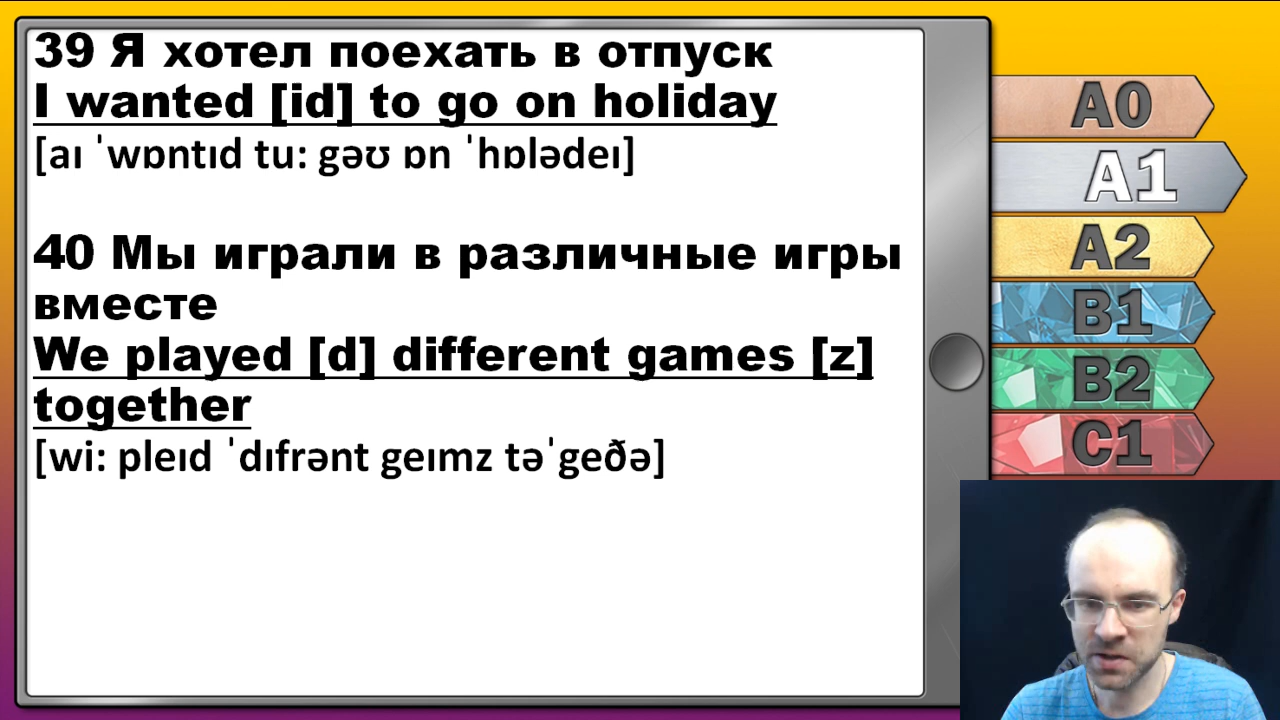 39 Я хотел поехать в отпуск
I wanted [id] to go on holiday
[aɪ ˈwɒntɪd tu: gəʊ ɒn ˈhɒlədeɪ]
40 Мы играли в различные игры
вместе
We played [d] different games [z]
together
[wi: pleɪd ˈdɪfrənt geɪmz təˈgeðə]
A0
A1
A2
B1
B2
C1